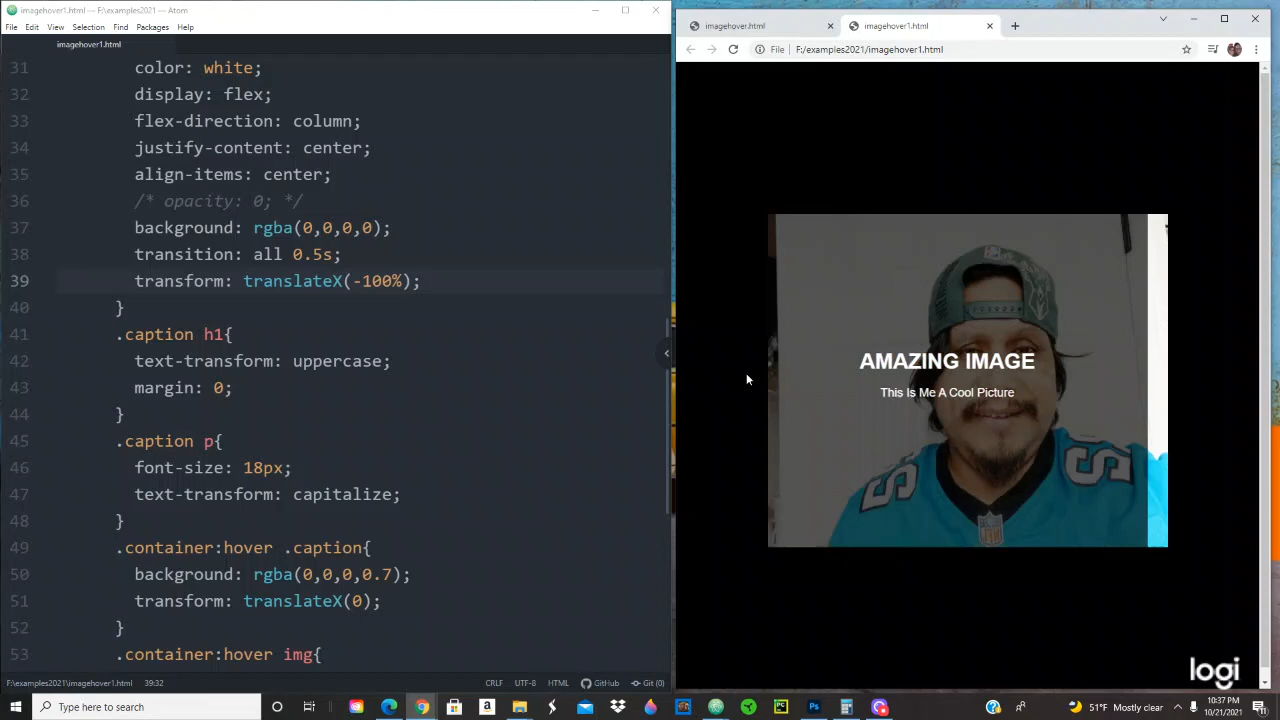 imagehover1.html — F:\examples2021 — Atom
File Edit View Selection Find Packages Help
imagehover1.html
31 color: white;
32 display: flex;
33 flex-direction: column;
34 justify-content: center;
35 align-items: center;
36 /* opacity: 0; */
37 background: rgba(0,0,0,0);
38 transition: all 0.5s;
39 transform: translateX(-100%);
40 }
41 .caption h1{
42 text-transform: uppercase;
43 margin: 0;
44 }
45 .caption p{
46 font-size: 18px;
47 text-transform: capitalize;
48 }
49 .container:hover .caption{
50 background: rgba(0,0,0,0.7);
51 transform: translateX(0);
52 }
53 .container:hover img{
F:\examples2021\imagehover1.html 39:32 CRLF UTF-8 HTML GitHub Git (0)
imagehover1.html imagehover1.html
File F:/examples2021/imagehover1.html
AMAZING IMAGE
This Is Me A Cool Picture
logi
Type here to search
51°F Mostly clear
10:37 PM
10/21/2021